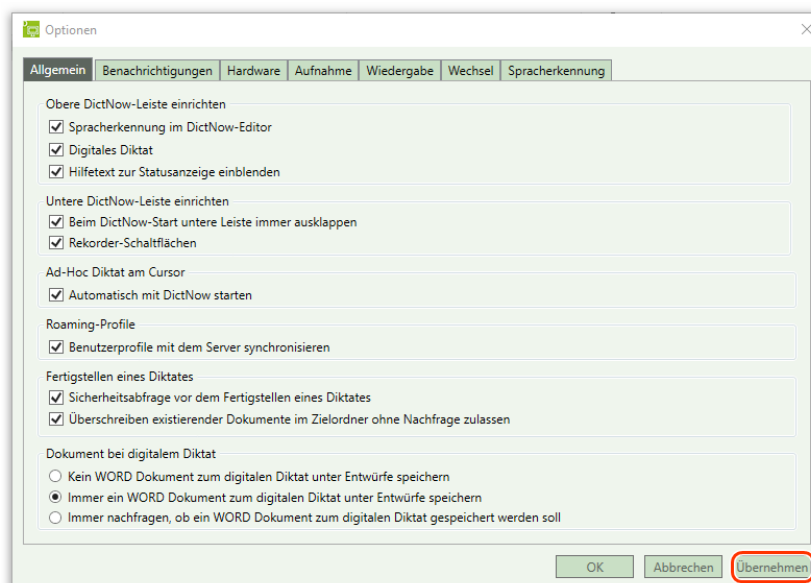 Optionen
Allgemein Benachrichtigungen Hardware Aufnahme Wiedergabe Wechsel Spracherkennung
Obere DictNow-Leiste einrichten
Spracherkennung im DictNow-Editor
Digitales Diktat
Hilfetext zur Statusanzeige einblenden
Untere DictNow-Leiste einrichten
Beim DictNow-Start untere Leiste immer ausklappen
Rekorder-Schaltflächen
Ad-Hoc Diktat am Cursor
Automatisch mit DictNow starten
Roaming-Profile
Benutzerprofile mit dem Server synchronisieren
Fertigstellen eines Diktates
Sicherheitsabfrage vor dem Fertigstellen eines Diktates
Überschreiben existierender Dokumente im Zielordner ohne Nachfrage zulassen
Dokument bei digitalem Diktat
Kein WORD Dokument zum digitalen Diktat unter Entwürfe speichern
Immer ein WORD Dokument zum digitalen Diktat unter Entwürfe speichern
Immer nachfragen, ob ein WORD Dokument zum digitalen Diktat gespeichert werden soll
OK Abbrechen Übernehmen